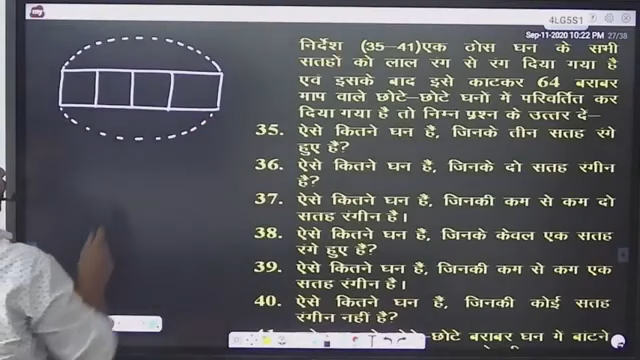 my
4LG5S1
Sep-11-2020 10:22 PM 27/38
निर्देश (35–41) एक ठोस घन के सभी
सतहों को लाल रंग से रंग दिया गया है
एवं इसके बाद इसे काटकर 64 बराबर
माप वाले छोटे–छोटे घनों में परिवर्तित कर
दिया गया है तो निम्न प्रश्न के उत्तर दे–
35. ऐसे कितने घन हैं, जिनके तीन सतह रंगे
हुए हैं?
36. ऐसे कितने घन हैं, जिनके दो सतह रंगीन
है?
37. ऐसे कितने घन हैं, जिनकी कम से कम दो
सतह रंगीन है।
38. ऐसे कितने घन हैं, जिनके केवल एक सतह
रंगे हुए हैं?
39. ऐसे कितने घन हैं, जिनकी कम से कम एक
सतह रंगीन है।
40. ऐसे कितने घन हैं, जिनकी कोई सतह
रंगीन नहीं है?
–छोटे बराबर घन में बाटने